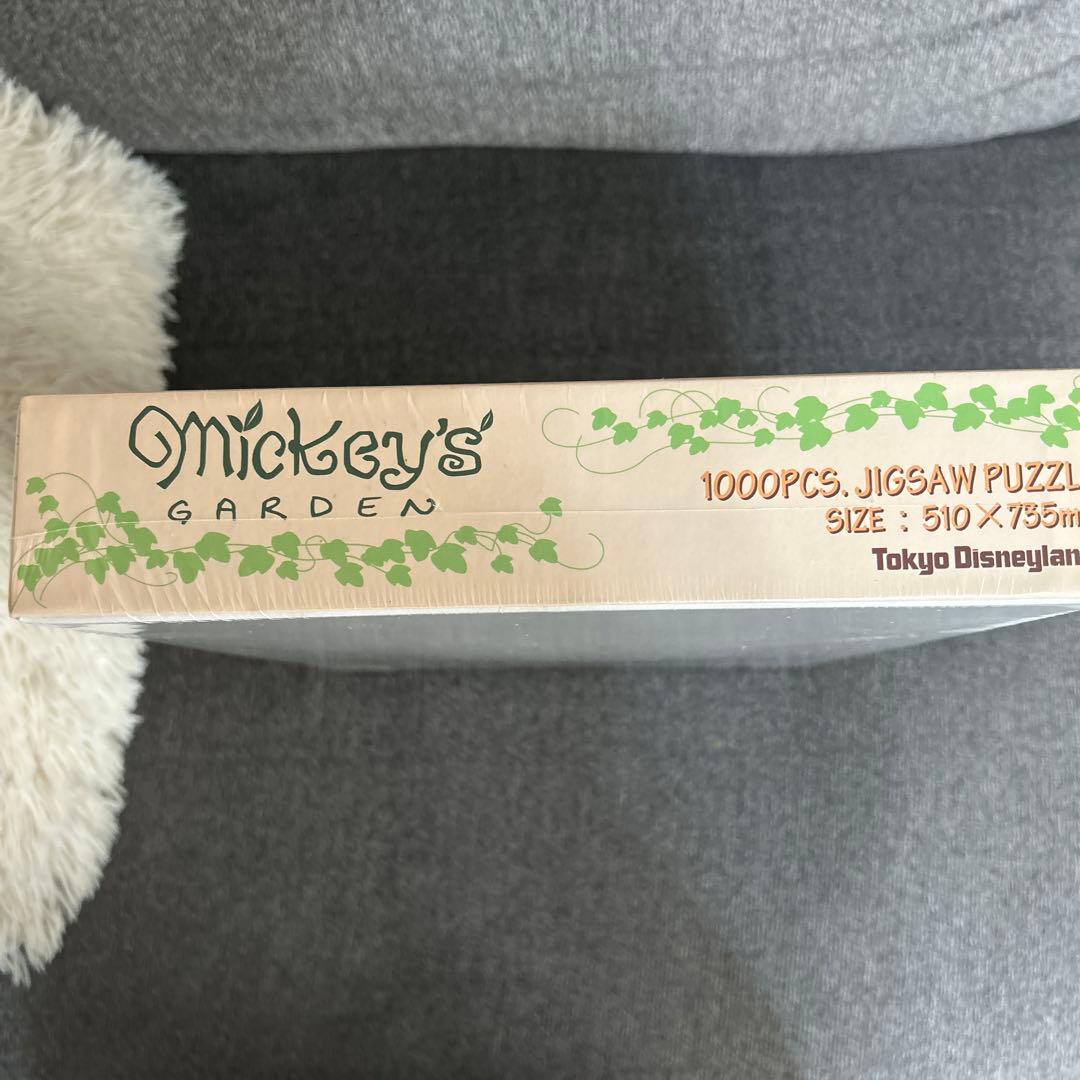 Mickey's
GARDEN
1000PCS. JIGSAW PUZZL
SIZE : 510×735m
Tokyo Disneylan